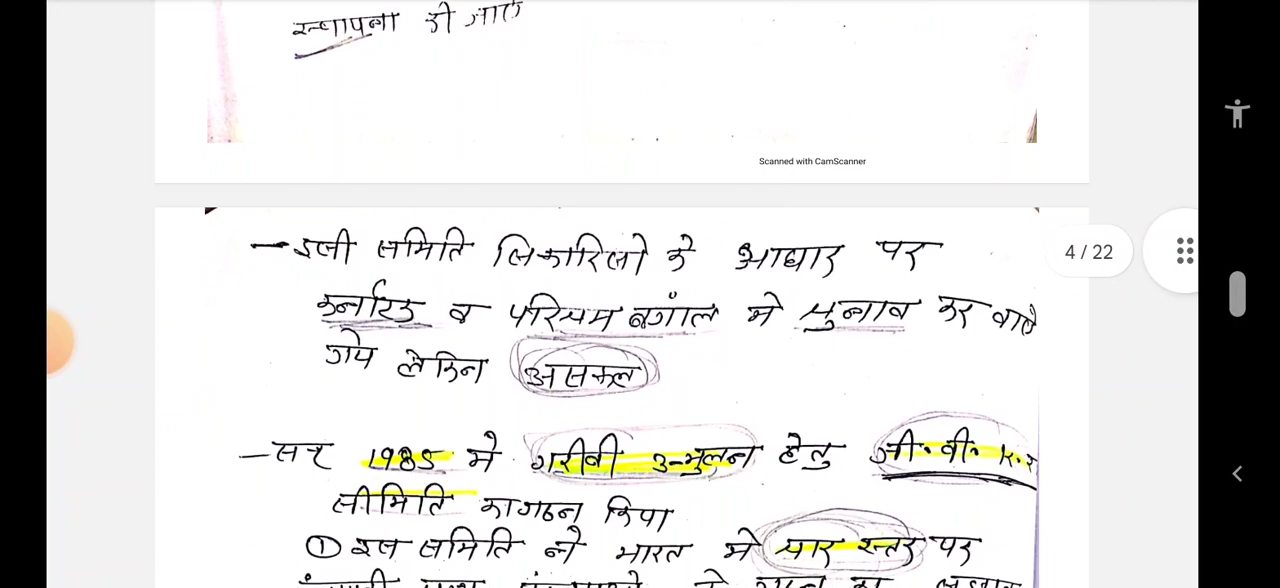 स्थापना की जाए
Scanned with CamScanner
– इसी समिति सिफारिसो के आधार पर
कर्नाटक व पश्चिम बगांल मे चुनाव कर वाये
गये लेकिन असफल
4 / 22
– सन् 1985 मे गरीबी उन्मुलन हेतु जी. वी. K.R
समिति का गठन किया
① इस समिति ने भारत मे चार स्तर पर